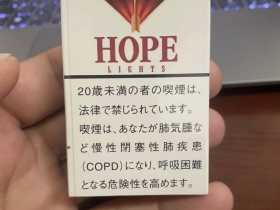 HOPE
LIGHTS
20歳未満の者の喫煙は、
法律で禁じられています。
喫煙は、あなたが肺気腫な
ど慢性閉塞性肺疾患
(COPD)になり、呼吸困難
となる危険性を高めます。